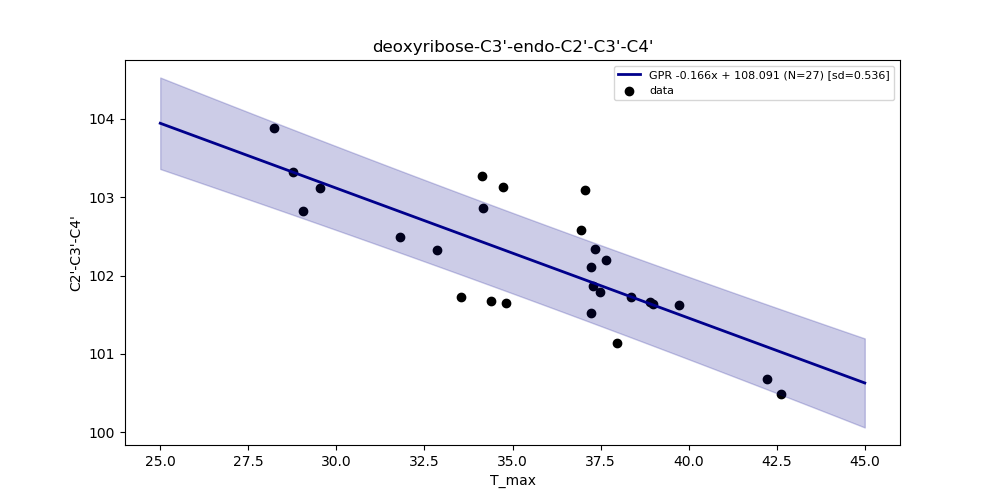 deoxyribose-C3'-endo-C2'-C3'-C4'
GPR -0.166x + 108.091 (N=27) [sd=0.536]
data
104
103
102
101
100
C2'-C3'-C4'
25.0 27.5 30.0 32.5 35.0 37.5 40.0 42.5 45.0
T_max